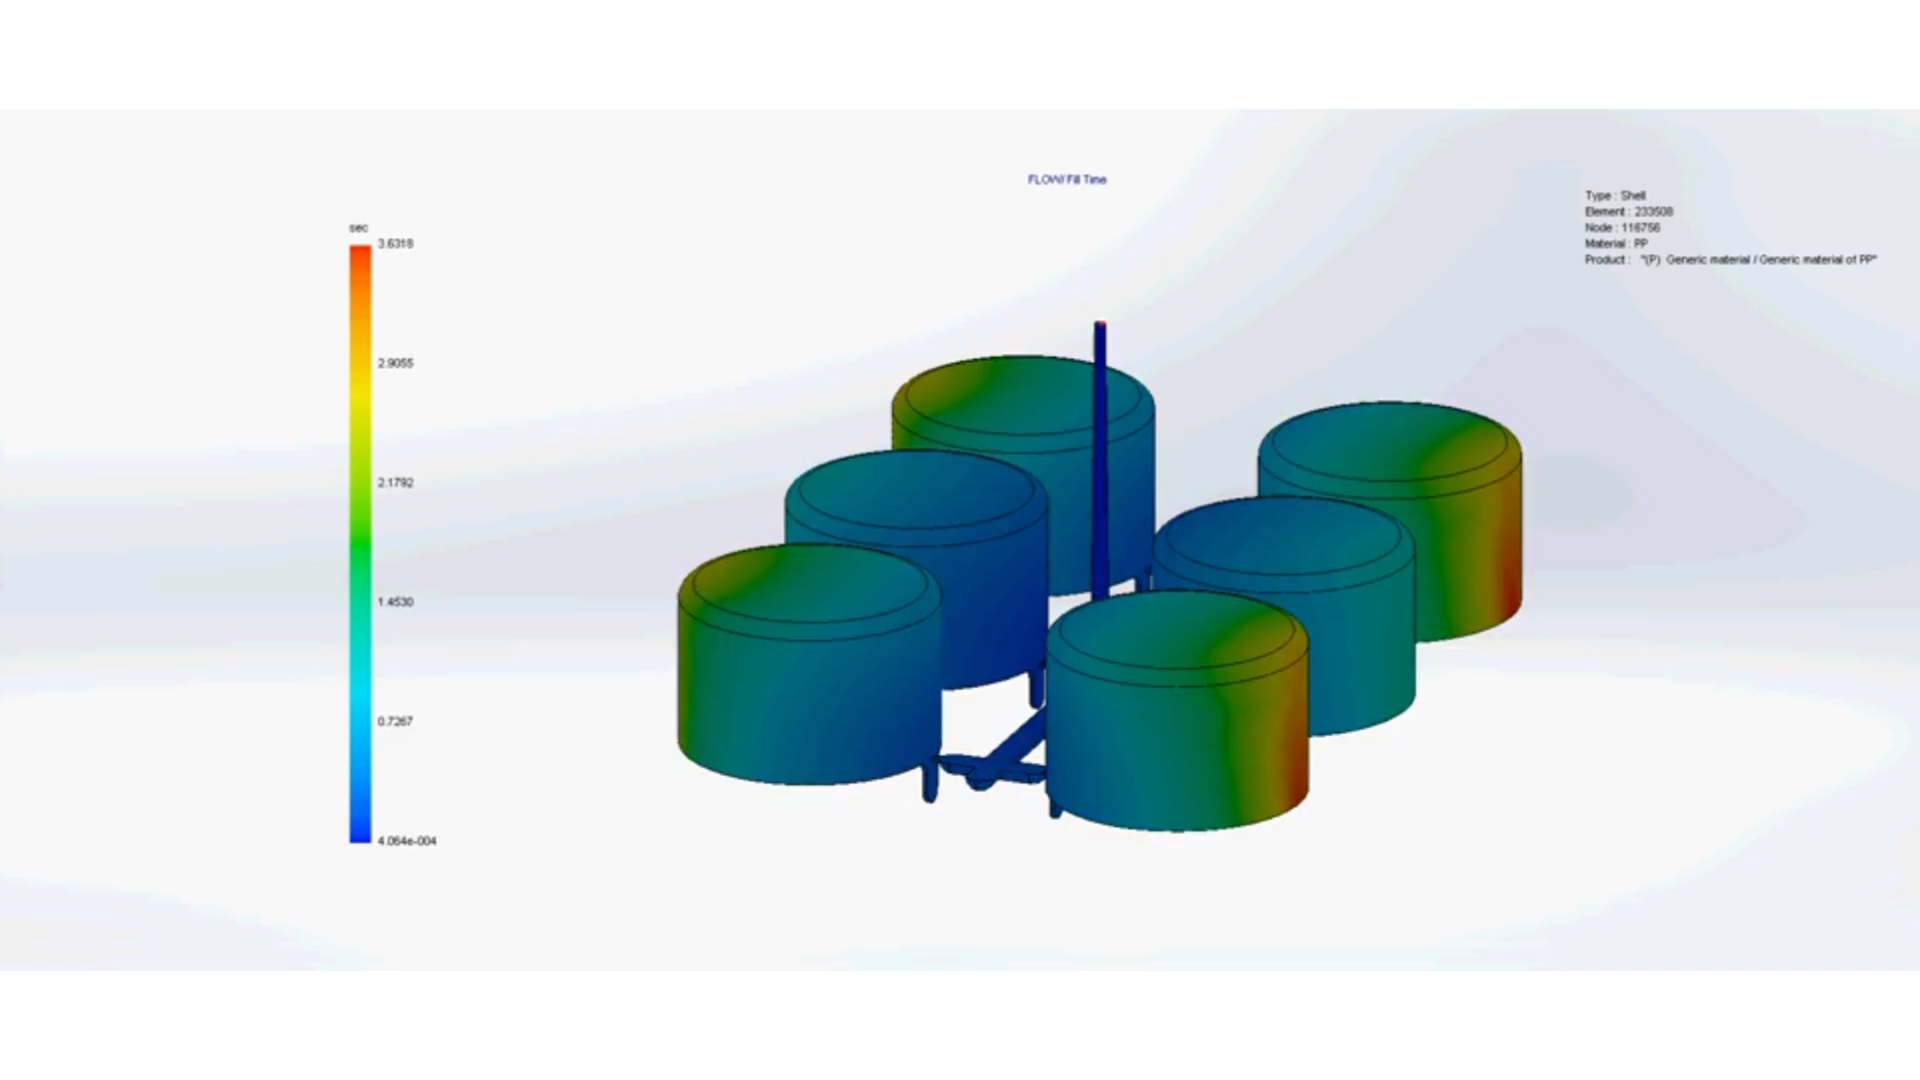 FLOW/Fill Time
Type : Shell
Element : 233508
Node : 116756
Material : PP
Product : "(P) Generic material / Generic material of PP"
sec
3.6318
2.9055
2.1792
1.4530
0.7267
4.064e-004